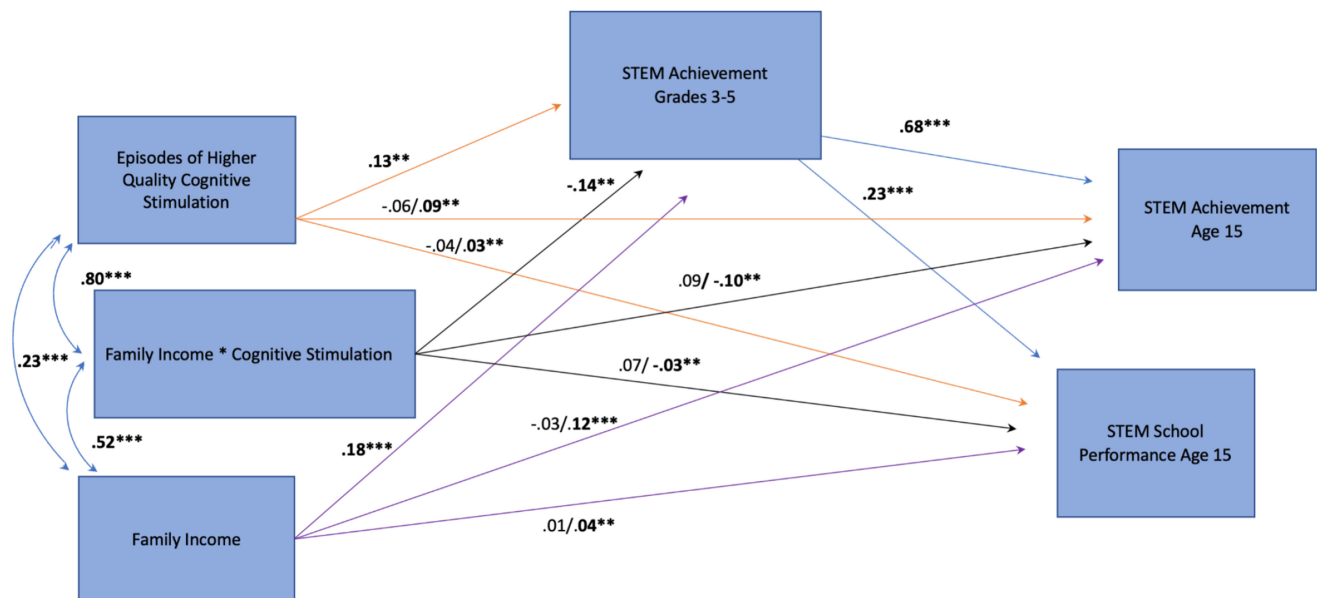 STEM Achievement
Grades 3-5
.68***
Episodes of Higher
Quality Cognitive
Stimulation
.13**
-.14**
.23***
-.06/.09**
STEM Achievement
Age 15
-.04/.03**
.80***
.09/ -.10**
Family Income * Cognitive Stimulation
.23***
.07/ -.03**
.52***
.18***
-.03/.12***
STEM School
Performance Age 15
.01/.04**
Family Income